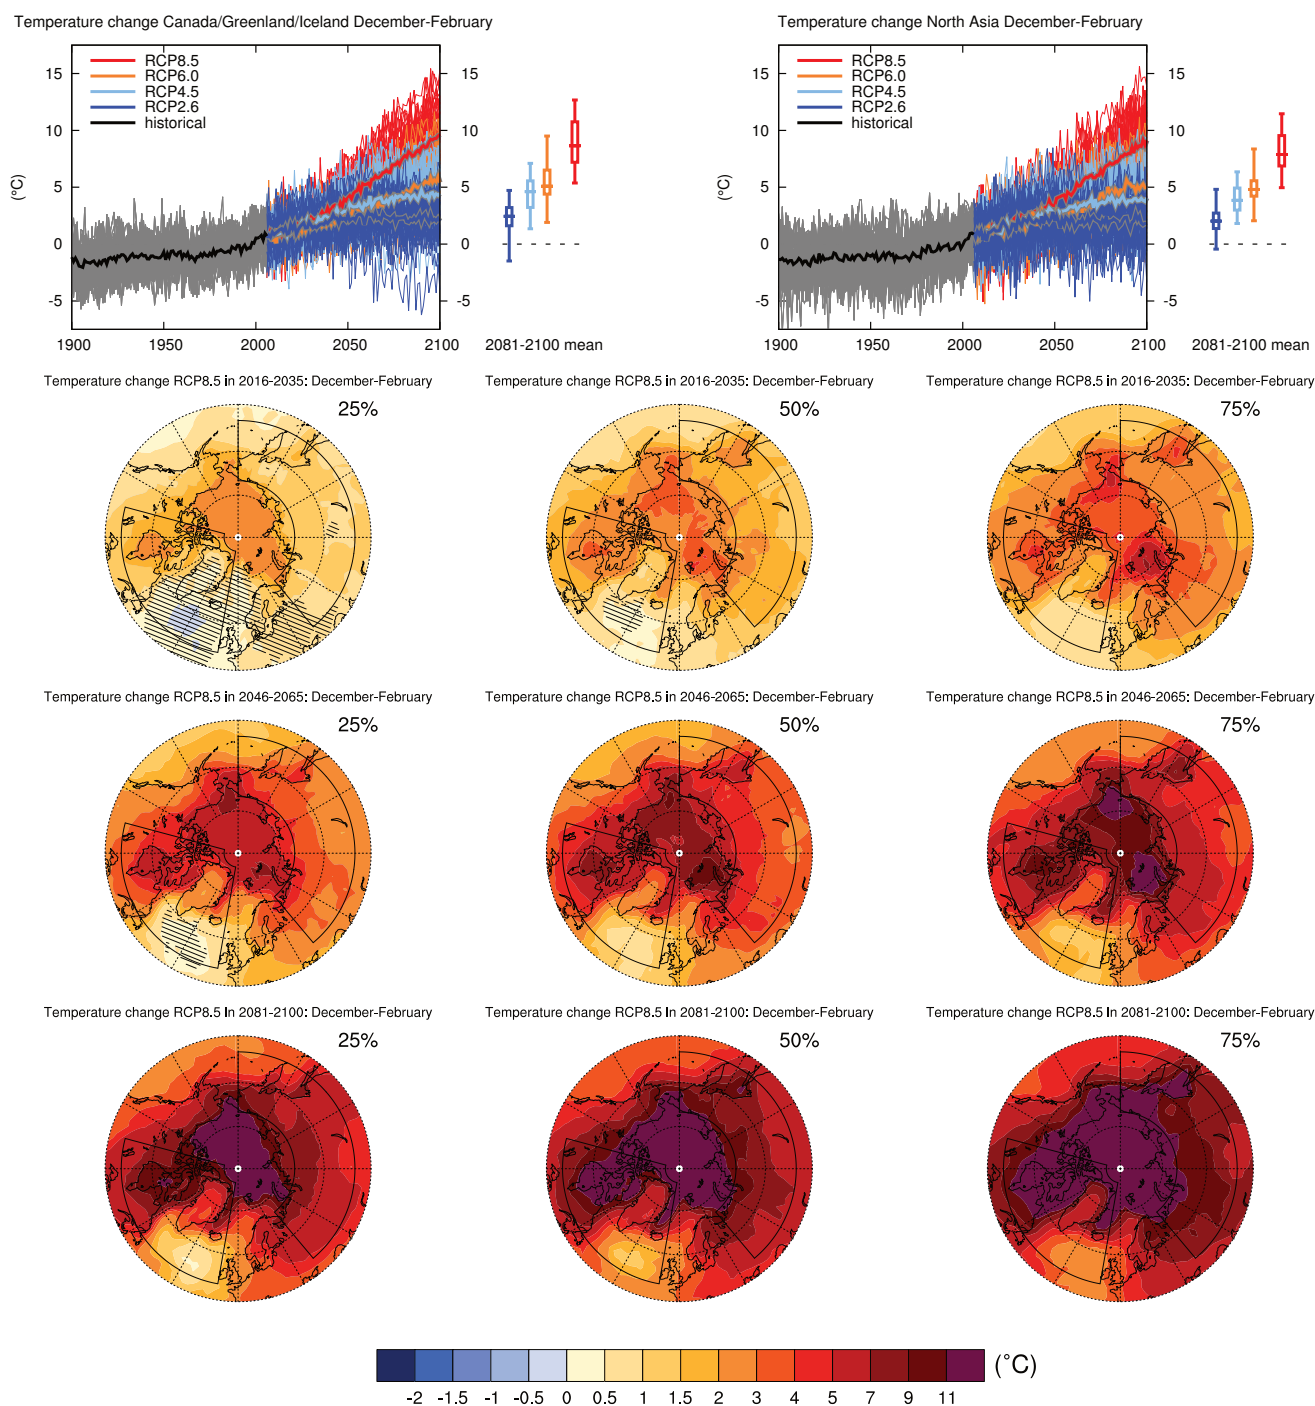 Temperature change Canada/Greenland/Iceland December-February
RCP8.5
RCP6.0
RCP4.5
RCP2.6
historical
(°C)
15
10
5
0
-5
15
10
5
0
-5
1900
1950
2000
2050
2100
2081-2100 mean
Temperature change North Asia December-February
RCP8.5
RCP6.0
RCP4.5
RCP2.6
historical
(°C)
15
10
5
0
-5
15
10
5
0
-5
1900
1950
2000
2050
2100
2081-2100 mean
Temperature change RCP8.5 in 2016-2035: December-February
25%
Temperature change RCP8.5 in 2016-2035: December-February
50%
Temperature change RCP8.5 in 2016-2035: December-February
75%
Temperature change RCP8.5 in 2046-2065: December-February
25%
Temperature change RCP8.5 in 2046-2065: December-February
50%
Temperature change RCP8.5 in 2046-2065: December-February
75%
Temperature change RCP8.5 in 2081-2100: December-February
25%
Temperature change RCP8.5 in 2081-2100: December-February
50%
Temperature change RCP8.5 in 2081-2100: December-February
75%
(°C)
-2 -1.5 -1 -0.5 0 0.5 1 1.5 2 3 4 5 7 9 11